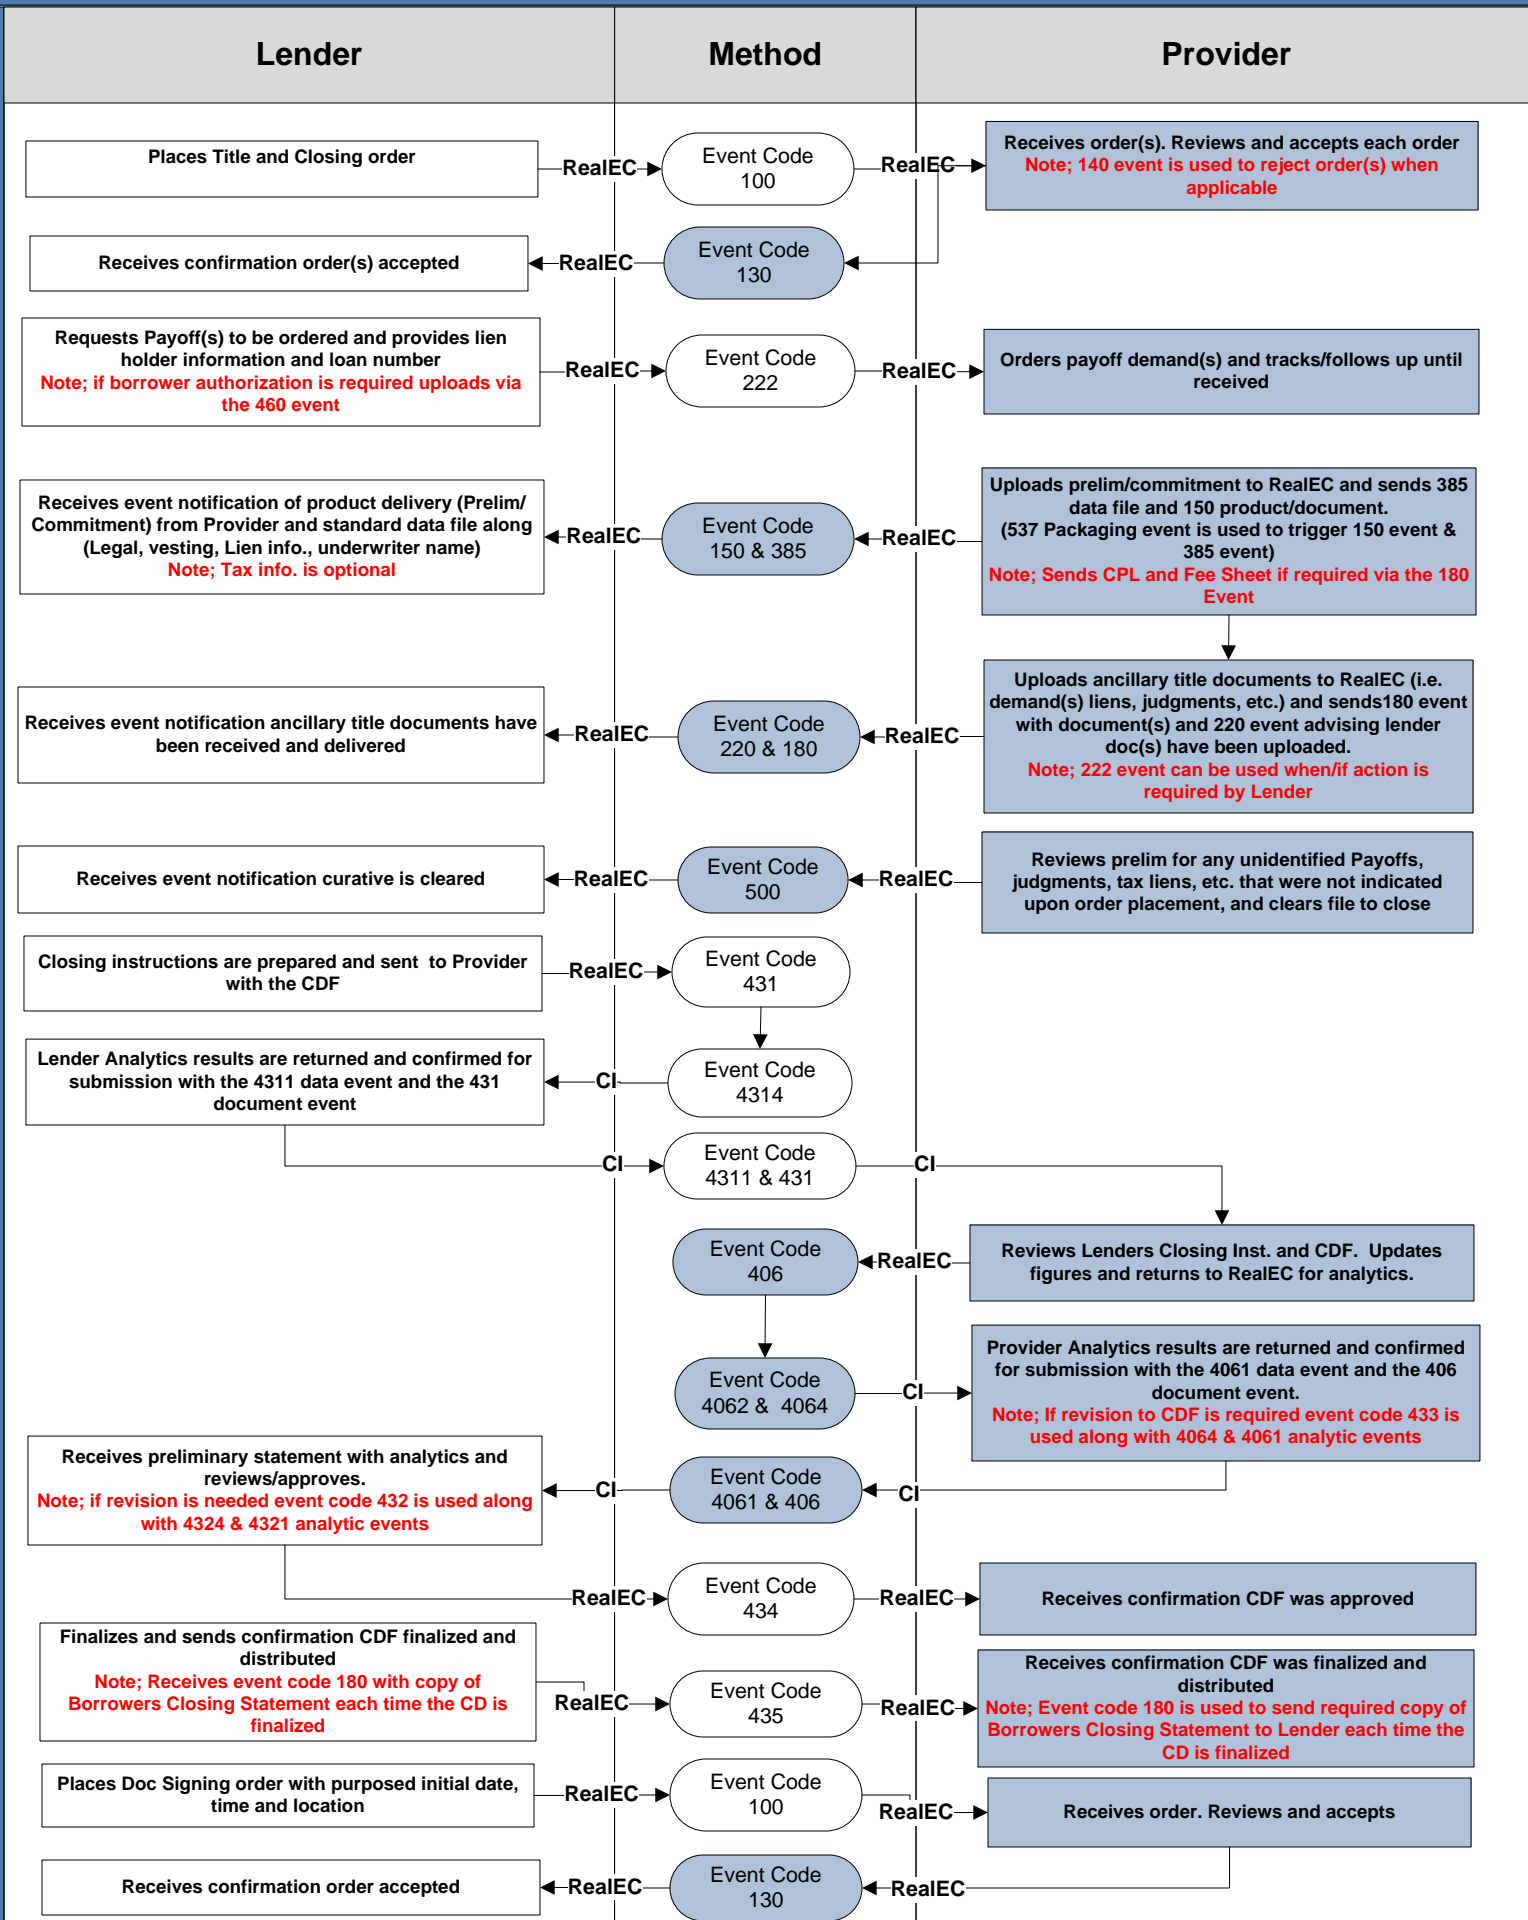 Lender
Method
Provider
Places Title and Closing order
RealEC
Event Code
100
RealEC
Receives order(s). Reviews and accepts each order
Note; 140 event is used to reject order(s) when
applicable
Receives confirmation order(s) accepted
RealEC
Event Code
130
Requests Payoff(s) to be ordered and provides lien
holder information and loan number
Note; if borrower authorization is required uploads via
the 460 event
RealEC
Event Code
222
RealEC
Orders payoff demand(s) and tracks/follows up until
received
Receives event notification of product delivery (Prelim/
Commitment) from Provider and standard data file along
(Legal, vesting, Lien info., underwriter name)
Note; Tax info. is optional
RealEC
Event Code
150 & 385
RealEC
Uploads prelim/commitment to RealEC and sends 385
data file and 150 product/document.
(537 Packaging event is used to trigger 150 event &
385 event)
Note; Sends CPL and Fee Sheet if required via the 180
Event
Receives event notification ancillary title documents have
been received and delivered
RealEC
Event Code
220 & 180
RealEC
Uploads ancillary title documents to RealEC (i.e.
demand(s) liens, judgments, etc.) and sends180 event
with document(s) and 220 event advising lender
doc(s) have been uploaded.
Note; 222 event can be used when/if action is
required by Lender
Receives event notification curative is cleared
RealEC
Event Code
500
RealEC
Reviews prelim for any unidentified Payoffs,
judgments, tax liens, etc. that were not indicated
upon order placement, and clears file to close
Closing instructions are prepared and sent  to Provider
with the CDF
RealEC
Event Code
431
Lender Analytics results are returned and confirmed for
submission with the 4311 data event and the 431
document event
CI
Event Code
4314
CI
Event Code
4311 & 431
CI
Event Code
406
RealEC
Reviews Lenders Closing Inst. and CDF.  Updates
figures and returns to RealEC for analytics.
Event Code
4062 &  4064
CI
Provider Analytics results are returned and confirmed
for submission with the 4061 data event and the 406
document event.
Note; If revision to CDF is required event code 433 is
used along with 4064 & 4061 analytic events
Receives preliminary statement with analytics and
reviews/approves.
Note; if revision is needed event code 432 is used along
with 4324 & 4321 analytic events
CI
Event Code
4061 & 406
CI
RealEC
Event Code
434
RealEC
Receives confirmation CDF was approved
Finalizes and sends confirmation CDF finalized and
distributed
Note; Receives event code 180 with copy of
Borrowers Closing Statement each time the CD is
finalized
RealEC
Event Code
435
RealEC
Receives confirmation CDF was finalized and
distributed
Note; Event code 180 is used to send required copy of
Borrowers Closing Statement to Lender each time the
CD is finalized
Places Doc Signing order with purposed initial date,
time and location
RealEC
Event Code
100
RealEC
Receives order. Reviews and accepts
Receives confirmation order accepted
RealEC
Event Code
130
RealEC